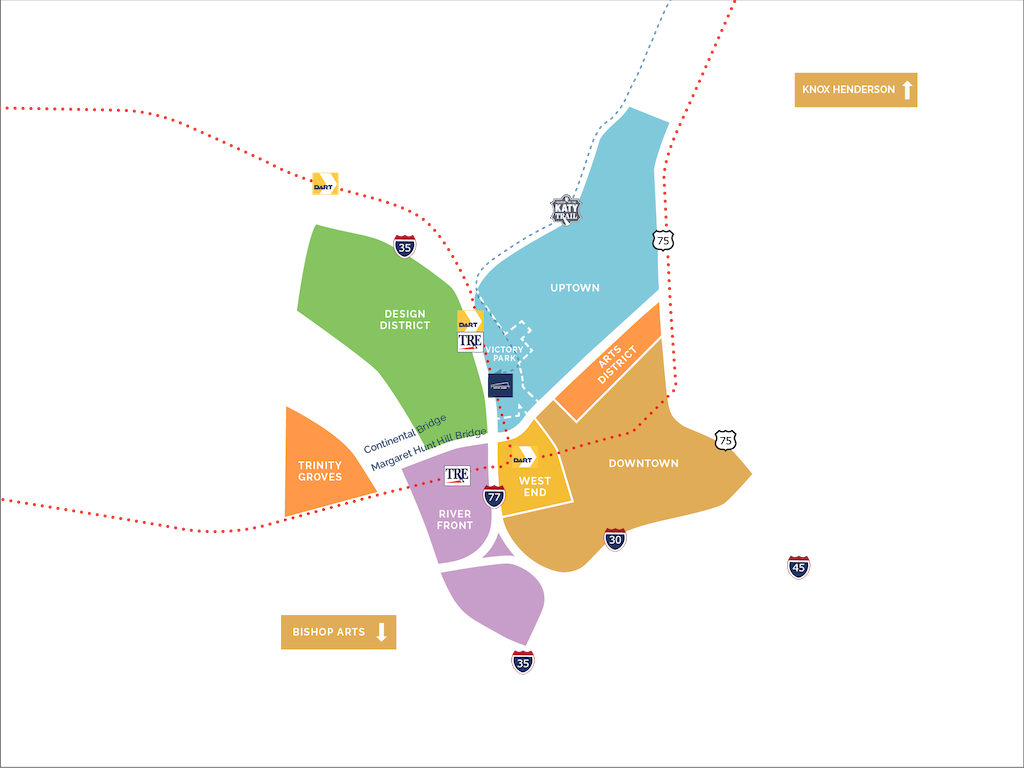 KNOX HENDERSON
DART
KATY
TRAIL
75
35
UPTOWN
DESIGN
DISTRICT
DART
TRE
VICTORY
PARK
ARTS
DISTRICT
Continental Bridge
Margaret Hunt Hill Bridge
75
TRINITY
GROVES
TRE
DART
DOWNTOWN
WEST
END
77
RIVER
FRONT
30
45
BISHOP ARTS
35